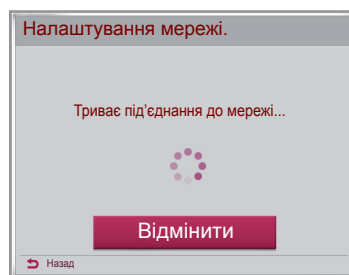 Налаштування мережі.
Триває під'єднання до мережі...
Відмінити
Назад